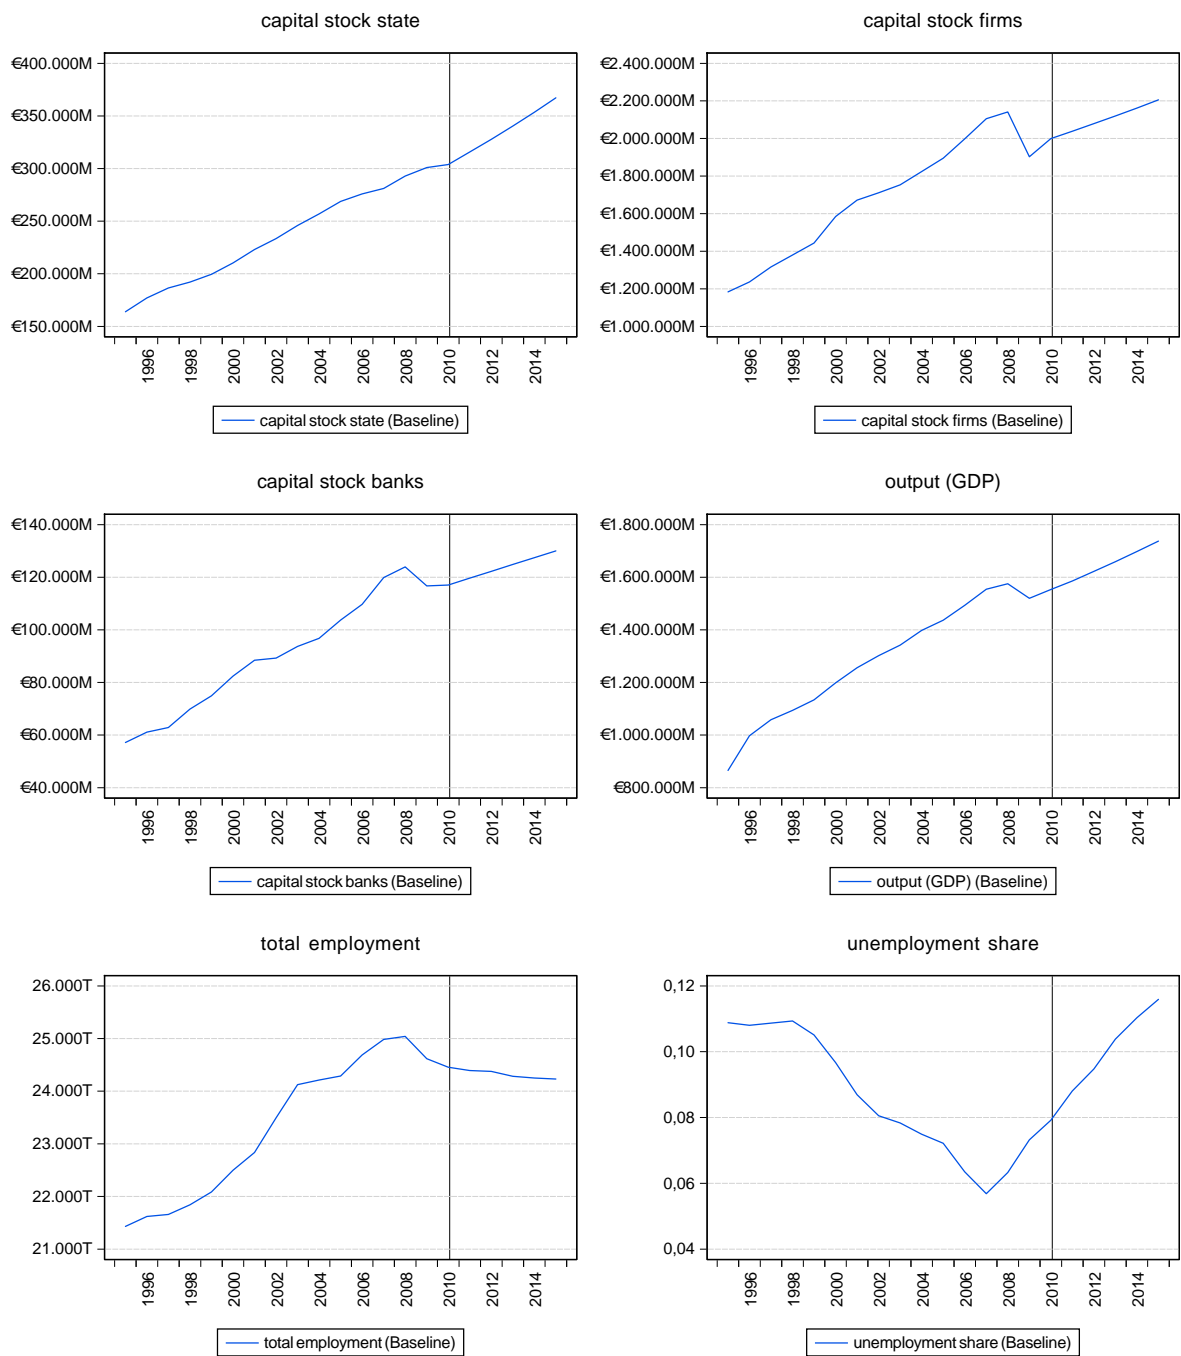 capital stock state
€400.000M
€350.000M
€300.000M
€250.000M
€200.000M
€150.000M
1996
1998
2000
2002
2004
2006
2008
2010
2014
capital stock state (Baseline)
capital stock firms
€2.400.000M
€2.200.000M
€2.000.000M
€1.800.000M
€1.600.000M
€1.400.000M
€1.200.000M
€1.000.000M
1996
1998
2000
2002
2004
2006
2008
2010
2014
capital stock firms (Baseline)
capital stock banks
€140.000M
€120.000M
€100.000M
€80.000M
€60.000M
€40.000M
1996
1998
2000
2002
2004
2006
2008
2010
2014
capital stock banks (Baseline)
output (GDP)
€1.800.000M
€1.600.000M
€1.400.000M
€1.200.000M
€1.000.000M
€800.000M
1996
1998
2000
2002
2004
2006
2008
2010
2014
output (GDP) (Baseline)
total employment
26.000T
25.000T
24.000T
23.000T
22.000T
21.000T
1996
1998
2000
2002
2004
2006
2008
2010
2014
total employment (Baseline)
unemployment share
0,12
0,10
0,08
0,06
0,04
1996
1998
2000
2002
2004
2006
2008
2010
2014
unemployment share (Baseline)